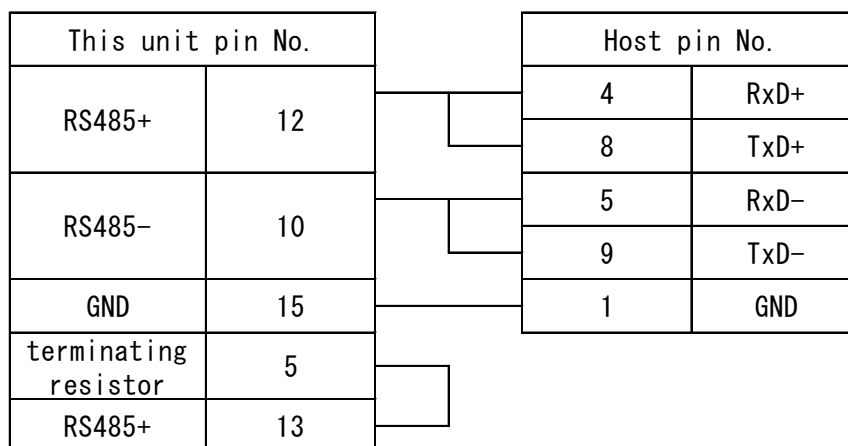 This unit pin No.
Host pin No.
RS485+ 12
4 RxD+
8 TxD+
RS485− 10
5 RxD−
9 TxD−
GND 15
1 GND
terminating
resistor 5
RS485+ 13